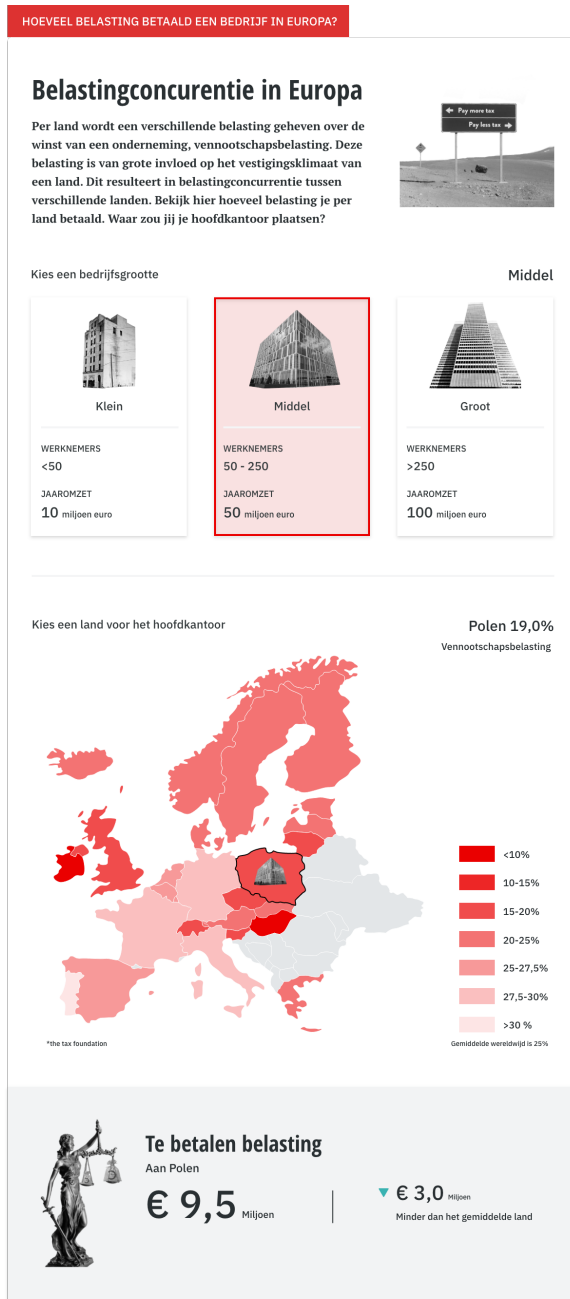 HOEVEEL BELASTING BETAALD EEN BEDRIJF IN EUROPA?
Belastingconcurentie in Europa
Per land wordt een verschillende belasting geheven over de
winst van een onderneming, vennootschapsbelasting. Deze
belasting is van grote invloed op het vestigingsklimaat van
een land. Dit resulteert in belastingconcurrentie tussen
verschillende landen. Bekijk hier hoeveel belasting je per
land betaald. Waar zou jij je hoofdkantoor plaatsen?
Pay more tax
Pay less tax
Kies een bedrijfsgrootte
Middel
Klein
WERKNEMERS
<50
JAAROMZET
10 miljoen euro
Middel
WERKNEMERS
50 - 250
JAAROMZET
50 miljoen euro
Groot
WERKNEMERS
>250
JAAROMZET
100 miljoen euro
Kies een land voor het hoofdkantoor
Polen 19,0%
Vennootschapsbelasting
<10%
10-15%
15-20%
20-25%
25-27,5%
27,5-30%
>30 %
*the tax foundation
Gemiddelde wereldwijd is 25%
Te betalen belasting
Aan Polen
€ 9,5 Miljoen
€ 3,0 Miljoen
Minder dan het gemiddelde land